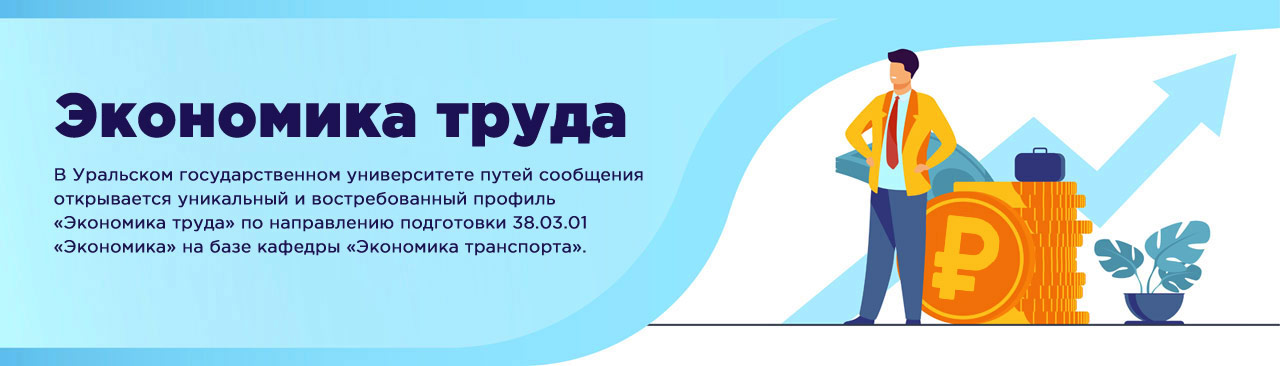 Экономика труда
В Уральском государственном университете путей сообщения
открывается уникальный и востребованный профиль
«Экономика труда» по направлению подготовки 38.03.01
«Экономика» на базе кафедры «Экономика транспорта».
₽